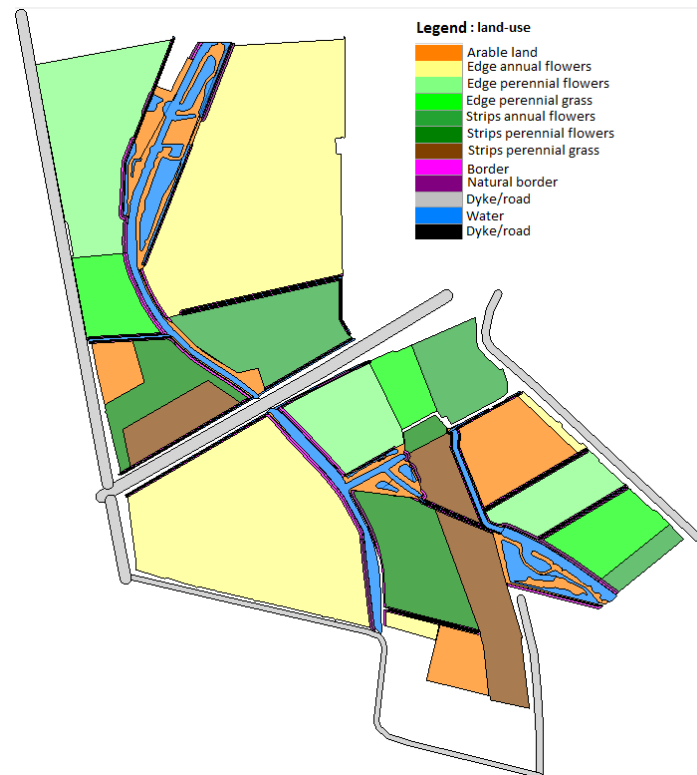 Legend : land-use
Arable land
Edge annual flowers
Edge perennial flowers
Edge perennial grass
Strips annual flowers
Strips perennial flowers
Strips perennial grass
Border
Natural border
Dyke/road
Water
Dyke/road